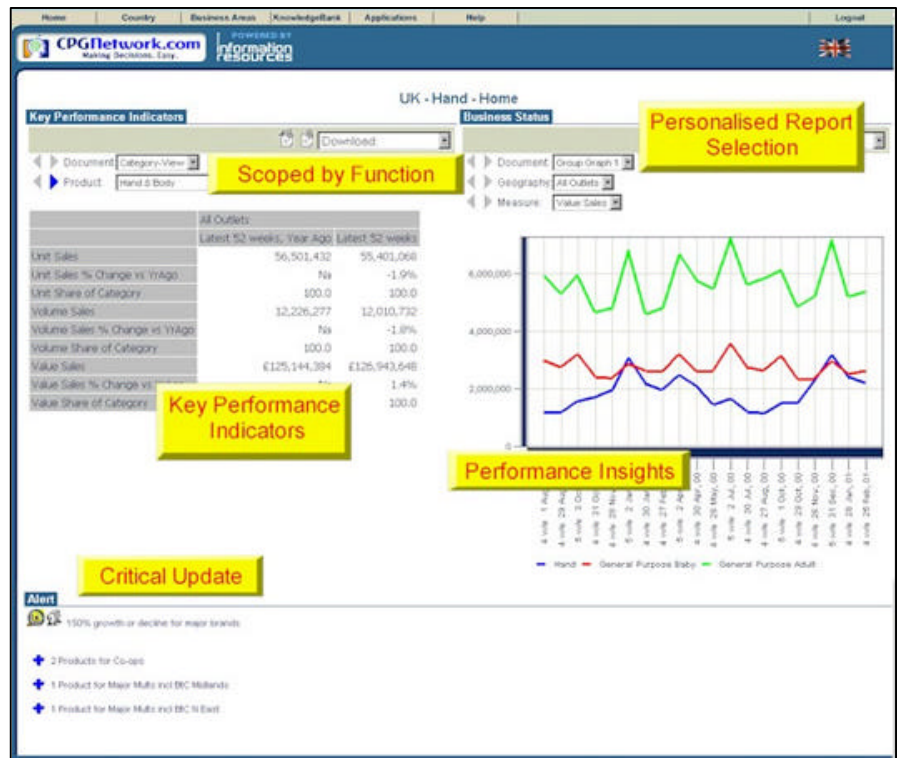 Home Country Business Areas KnowledgeBank Applications Help Logout
CPGNetwork.com
Making Decisions. Easy.
POWERED BY
information
resources
UK - Hand - Home
Key Performance Indicators
Download
Document Category-View
Product Hand & Body
Scoped by Function
Business Status
Personalised Report
Selection
Document Group Graph 1
Geography All Outlets
Measure Value Sales
All Outlets
Latest 52 weeks, Year Ago Latest 52 weeks
Unit Sales 56,501,432 55,401,068
Unit Sales % Change vs YrAgo Na -1.9%
Unit Share of Category 100.0 100.0
Volume Sales 12,226,277 12,010,732
Volume Sales % Change vs YrAgo Na -1.8%
Volume Share of Category 100.0 100.0
Value Sales £125,144,384 £126,943,648
Value Sales % Change vs 1.4%
Value Share of Category 100.0
Key Performance
Indicators
6,000,000
4,000,000
2,000,000
0
Performance Insights
Hand General Purpose Baby General Purpose Adult
Critical Update
Alert
150% growth or decline for major brands
2 Products for Co-ops
1 Product for Major Mults incl BIC Midlands
1 Product for Major Mults incl BIC N East